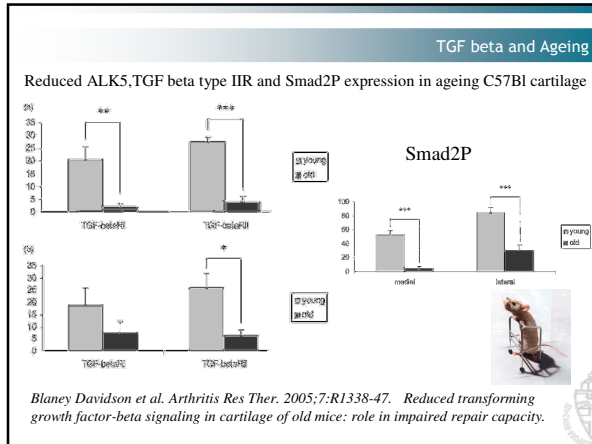 TGF beta and Ageing
Reduced ALK5,TGF beta type IIR and Smad2P expression in ageing C57Bl cartilage
**
***
35
30
25
20
15
10
5
0
young
old
TGF-betaRI
TGF-betaRII
Smad2P
***
***
100
80
60
40
20
0
young
old
medial
lateral
*
35
30
25
20
15
10
5
0
young
old
TGF-betaRI
TGF-betaRII
Blaney Davidson et al. Arthritis Res Ther. 2005;7:R1338-47. Reduced transforming
growth factor-beta signaling in cartilage of old mice: role in impaired repair capacity.